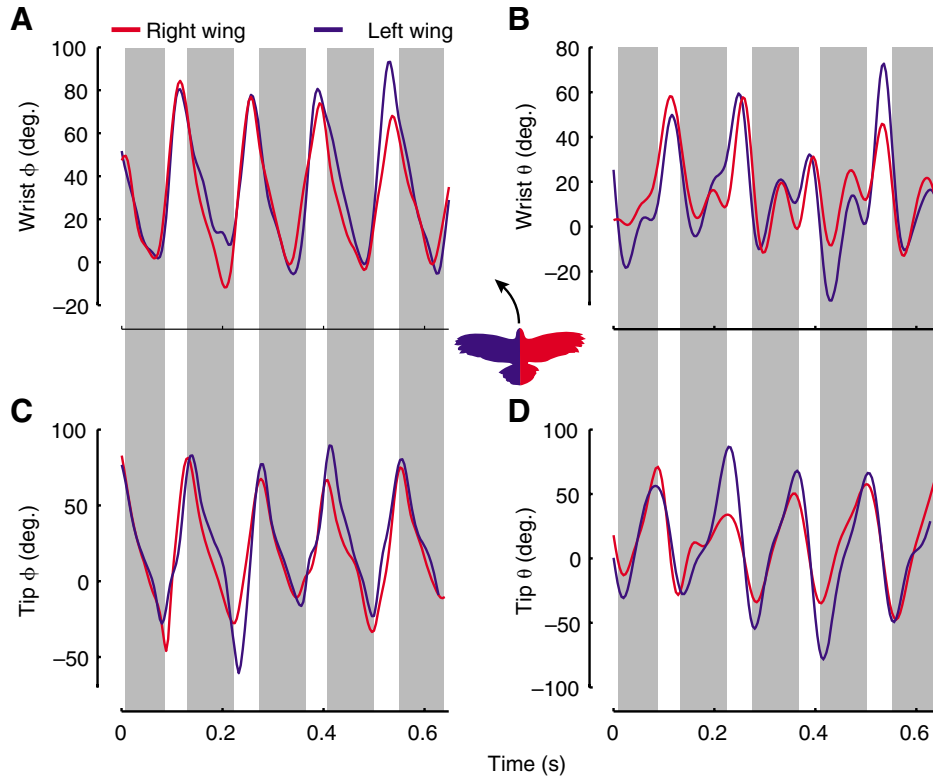 A
Right wing
Left wing
B
100
80
60
40
20
0
−20
Wrist ϕ (deg.)
80
60
40
20
0
−20
Wrist θ (deg.)
C
D
100
50
0
−50
Tip ϕ (deg.)
100
50
0
−50
−100
Tip θ (deg.)
0 0.2 0.4 0.6
0 0.2 0.4 0.6
Time (s)